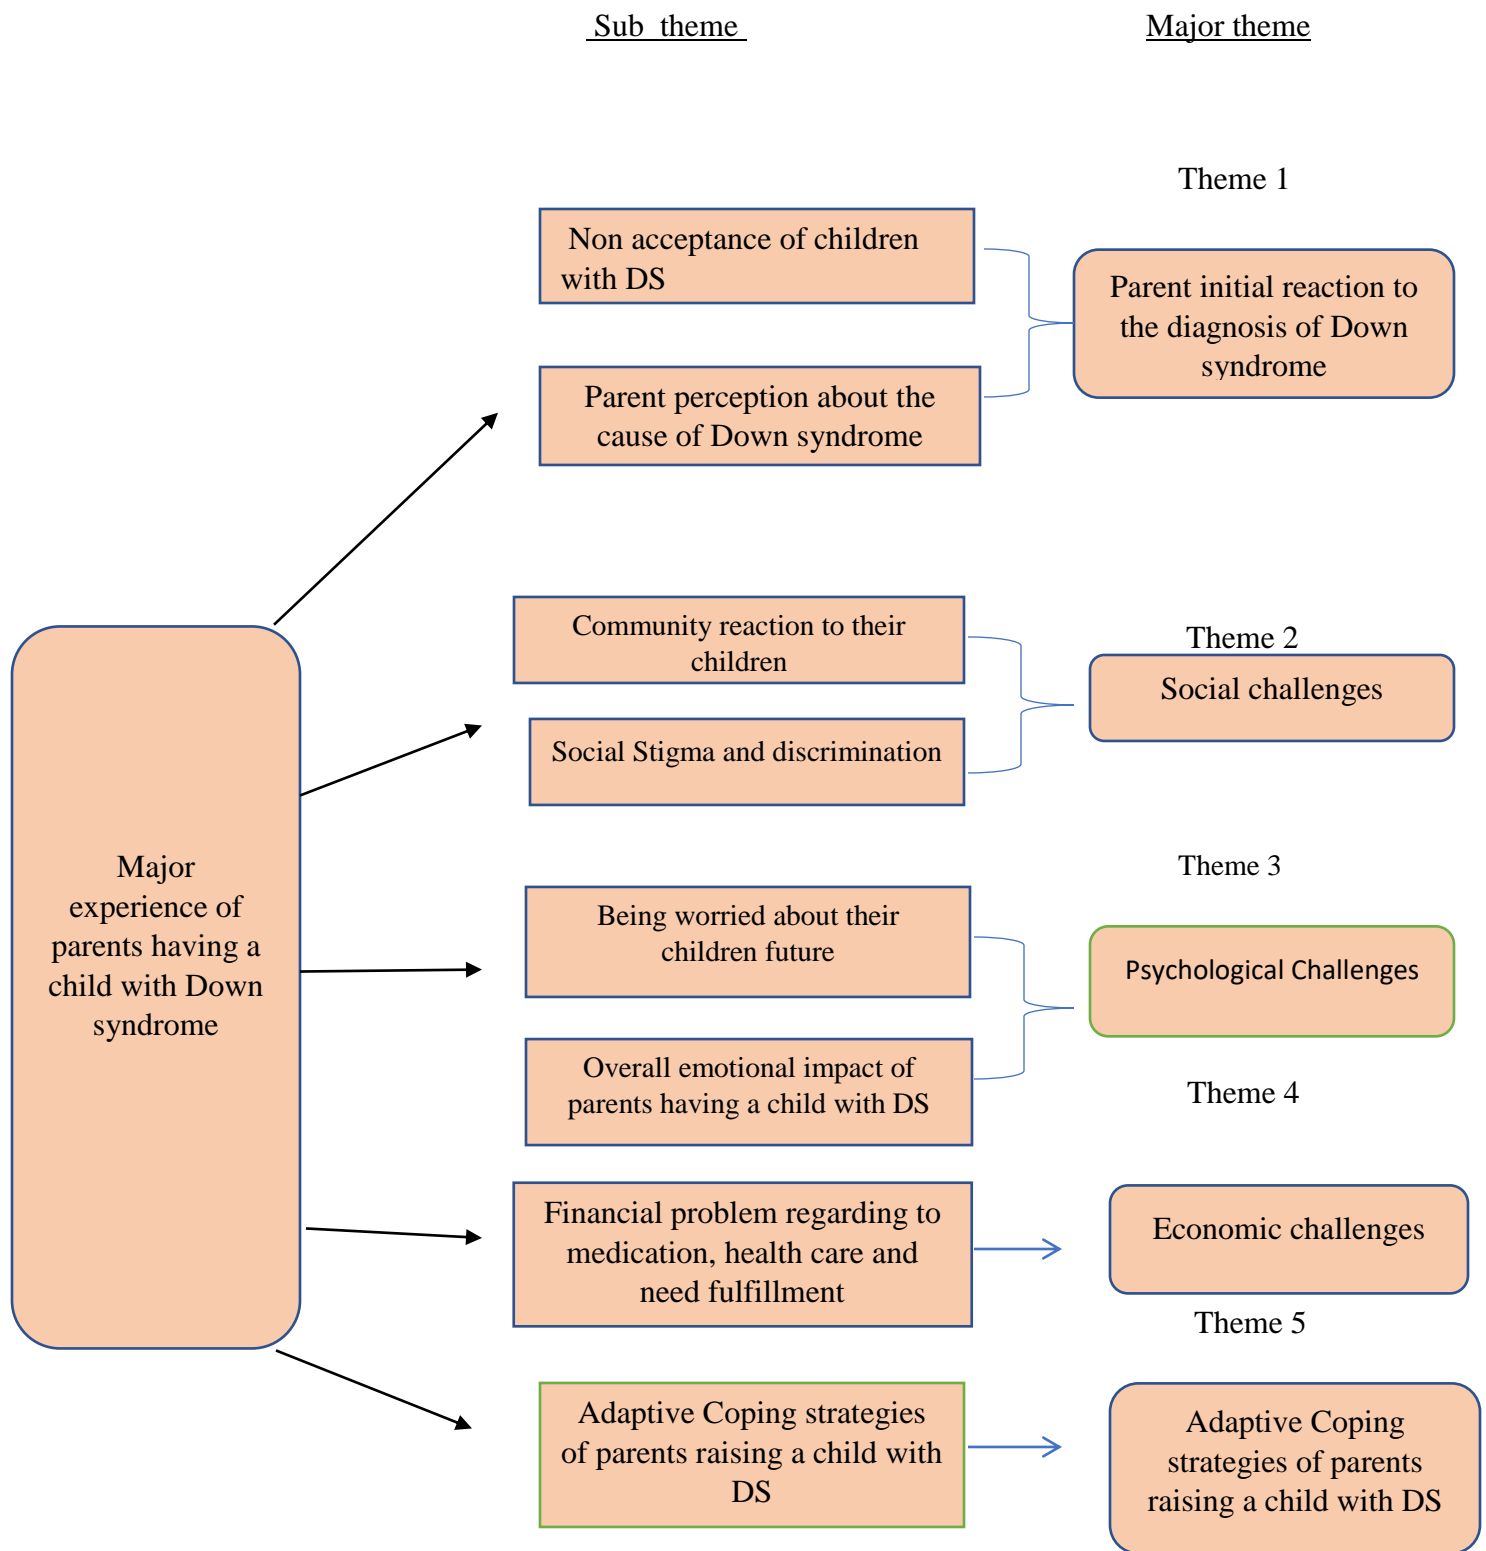 Sub theme
Major theme
Theme 1
Non acceptance of children
with DS
Parent initial reaction to
the diagnosis of Down
syndrome
Parent perception about the
cause of Down syndrome
Community reaction to their
children
Theme 2
Social challenges
Social Stigma and discrimination
Major
experience of
parents having a
child with Down
syndrome
Theme 3
Being worried about their
children future
Psychological Challenges
Overall emotional impact of
parents having a child with DS
Theme 4
Financial problem regarding to
medication, health care and
need fulfillment
Economic challenges
Theme 5
Adaptive Coping strategies
of parents raising a child with
DS
Adaptive Coping
strategies of parents
raising a child with DS